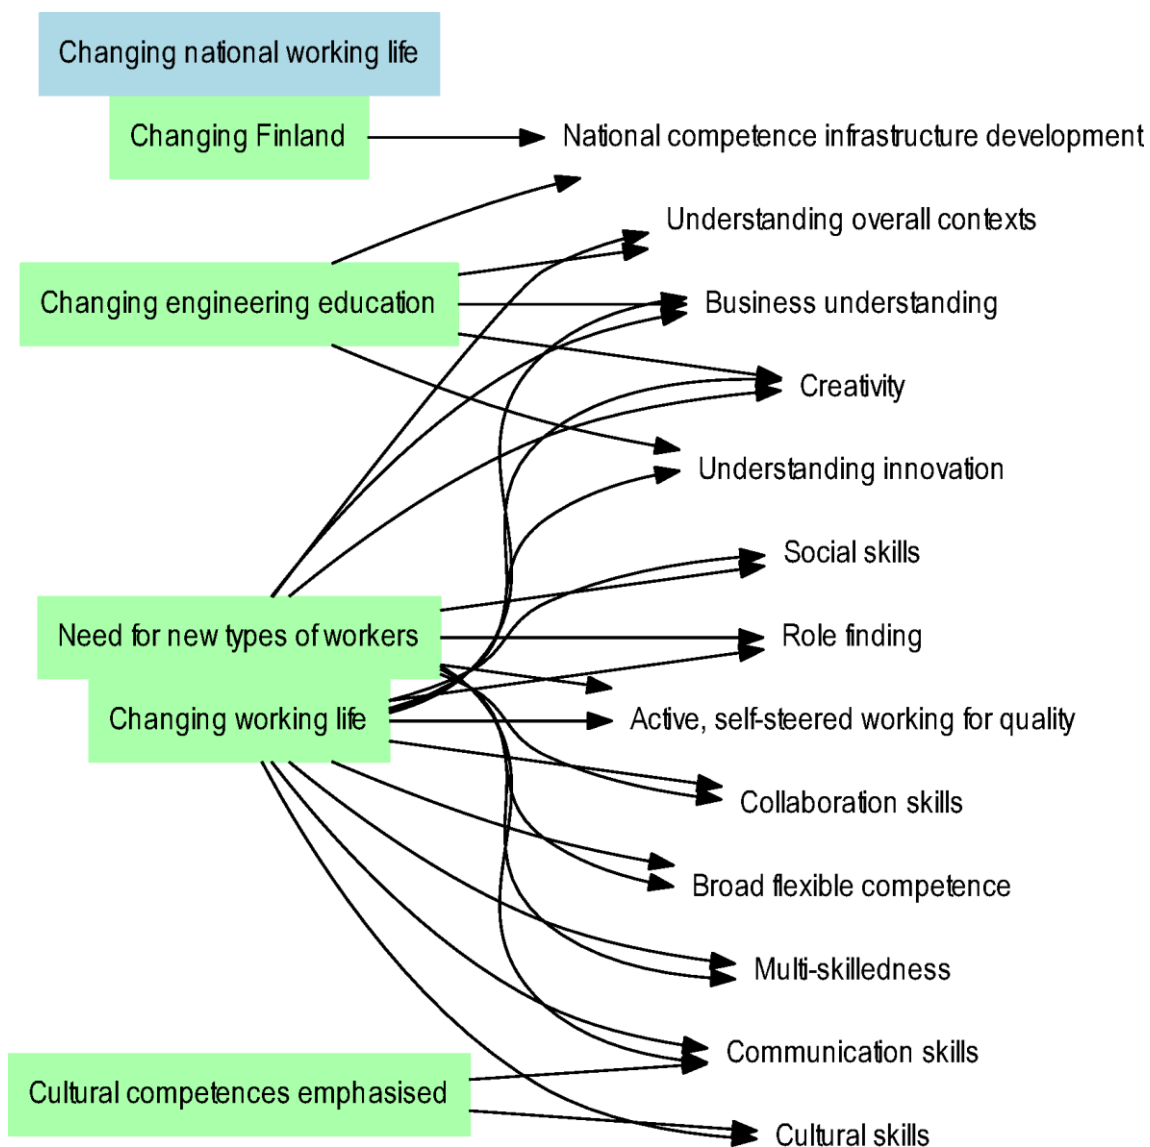 Changing national working life
Changing Finland
National competence infrastructure development
Understanding overall contexts
Changing engineering education
Business understanding
Creativity
Understanding innovation
Social skills
Need for new types of workers
Role finding
Changing working life
Active, self-steered working for quality
Collaboration skills
Broad flexible competence
Multi-skilledness
Communication skills
Cultural competences emphasised
Cultural skills